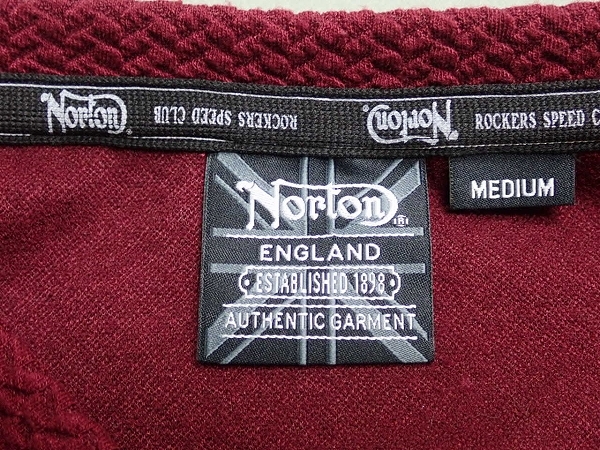 Norton ROCKERS SPEED CLUB Norton ROCKERS SPEED C
MEDIUM
Norton
ENGLAND
ESTABLISHED 1898
AUTHENTIC GARMENT